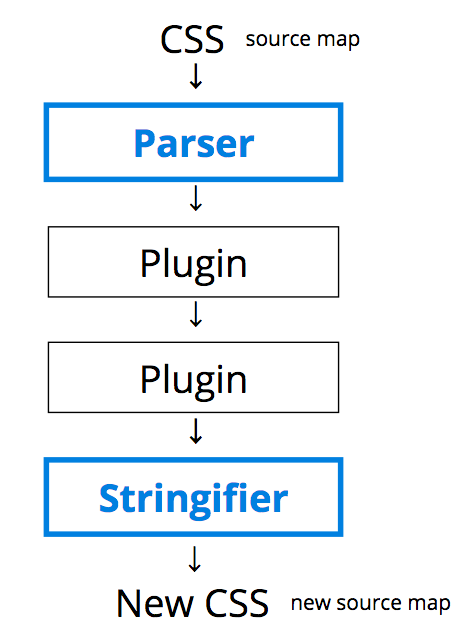 CSS source map
Parser
Plugin
Plugin
Stringifier
New CSS new source map